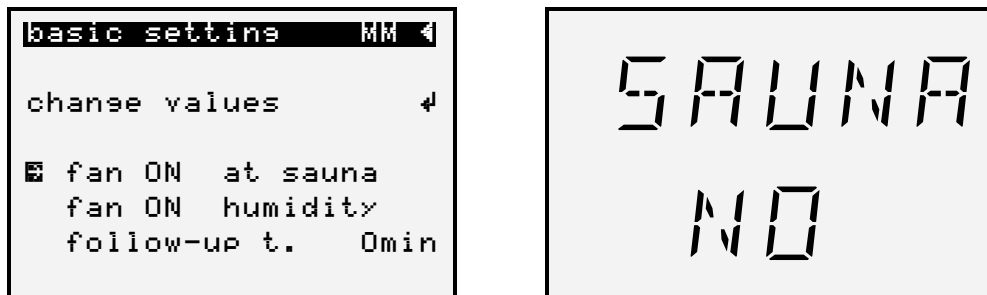 basic setting MM
change values
fan ON at sauna
fan ON humidity
follow-up t. 0min
SAUNA
NO